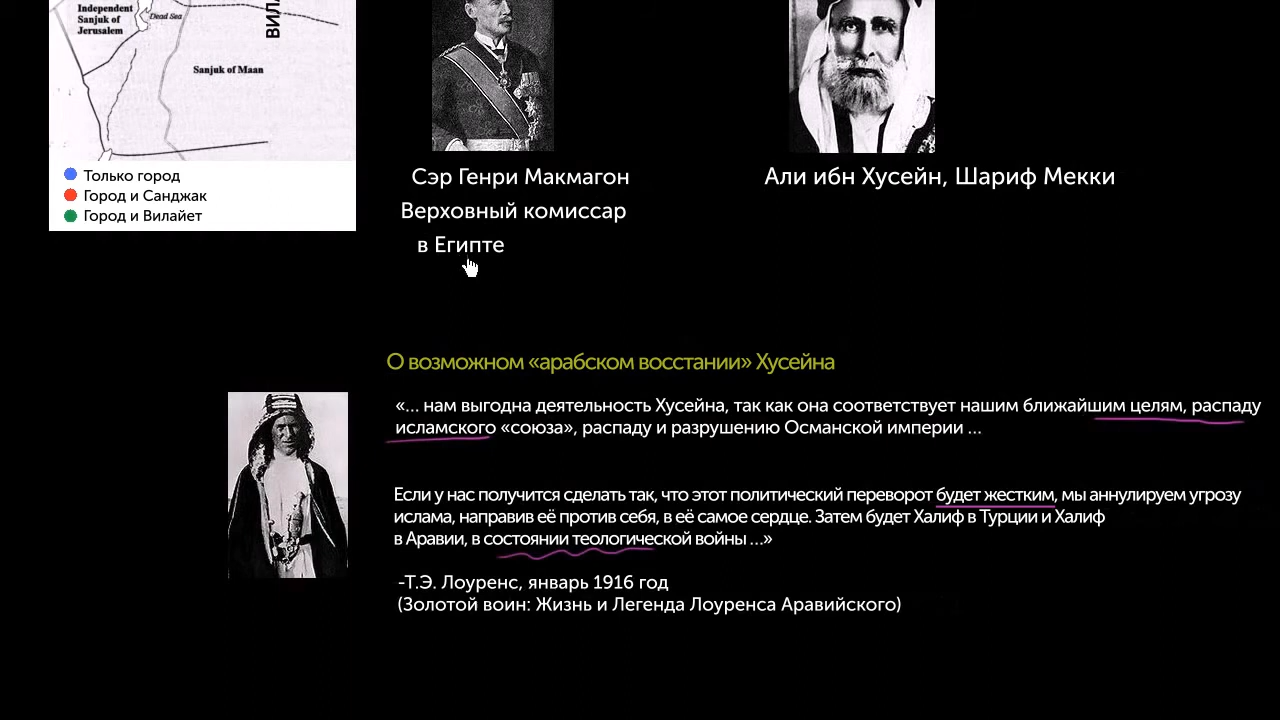 Independent
Sanjuk of
Jerusalem
Dead Sea
Sanjuk of Maan
Только город
Город и Санджак
Город и Вилайет
Сэр Генри Макмагон
Верховный комиссар
в Египте
Али ибн Хусейн, Шариф Мекки
О возможном «арабском восстании» Хусейна
«... нам выгодна деятельность Хусейна, так как она соответствует нашим ближайшим целям, распаду
исламского «союза», распаду и разрушению Османской империи ...
Если у нас получится сделать так, что этот политический переворот будет жестким, мы аннулируем угрозу
ислама, направив её против себя, в её самое сердце. Затем будет Халиф в Турции и Халиф
в Аравии, в состоянии теологической войны ...»
-Т.Э. Лоуренс, январь 1916 год
(Золотой воин: Жизнь и Легенда Лоуренса Аравийского)